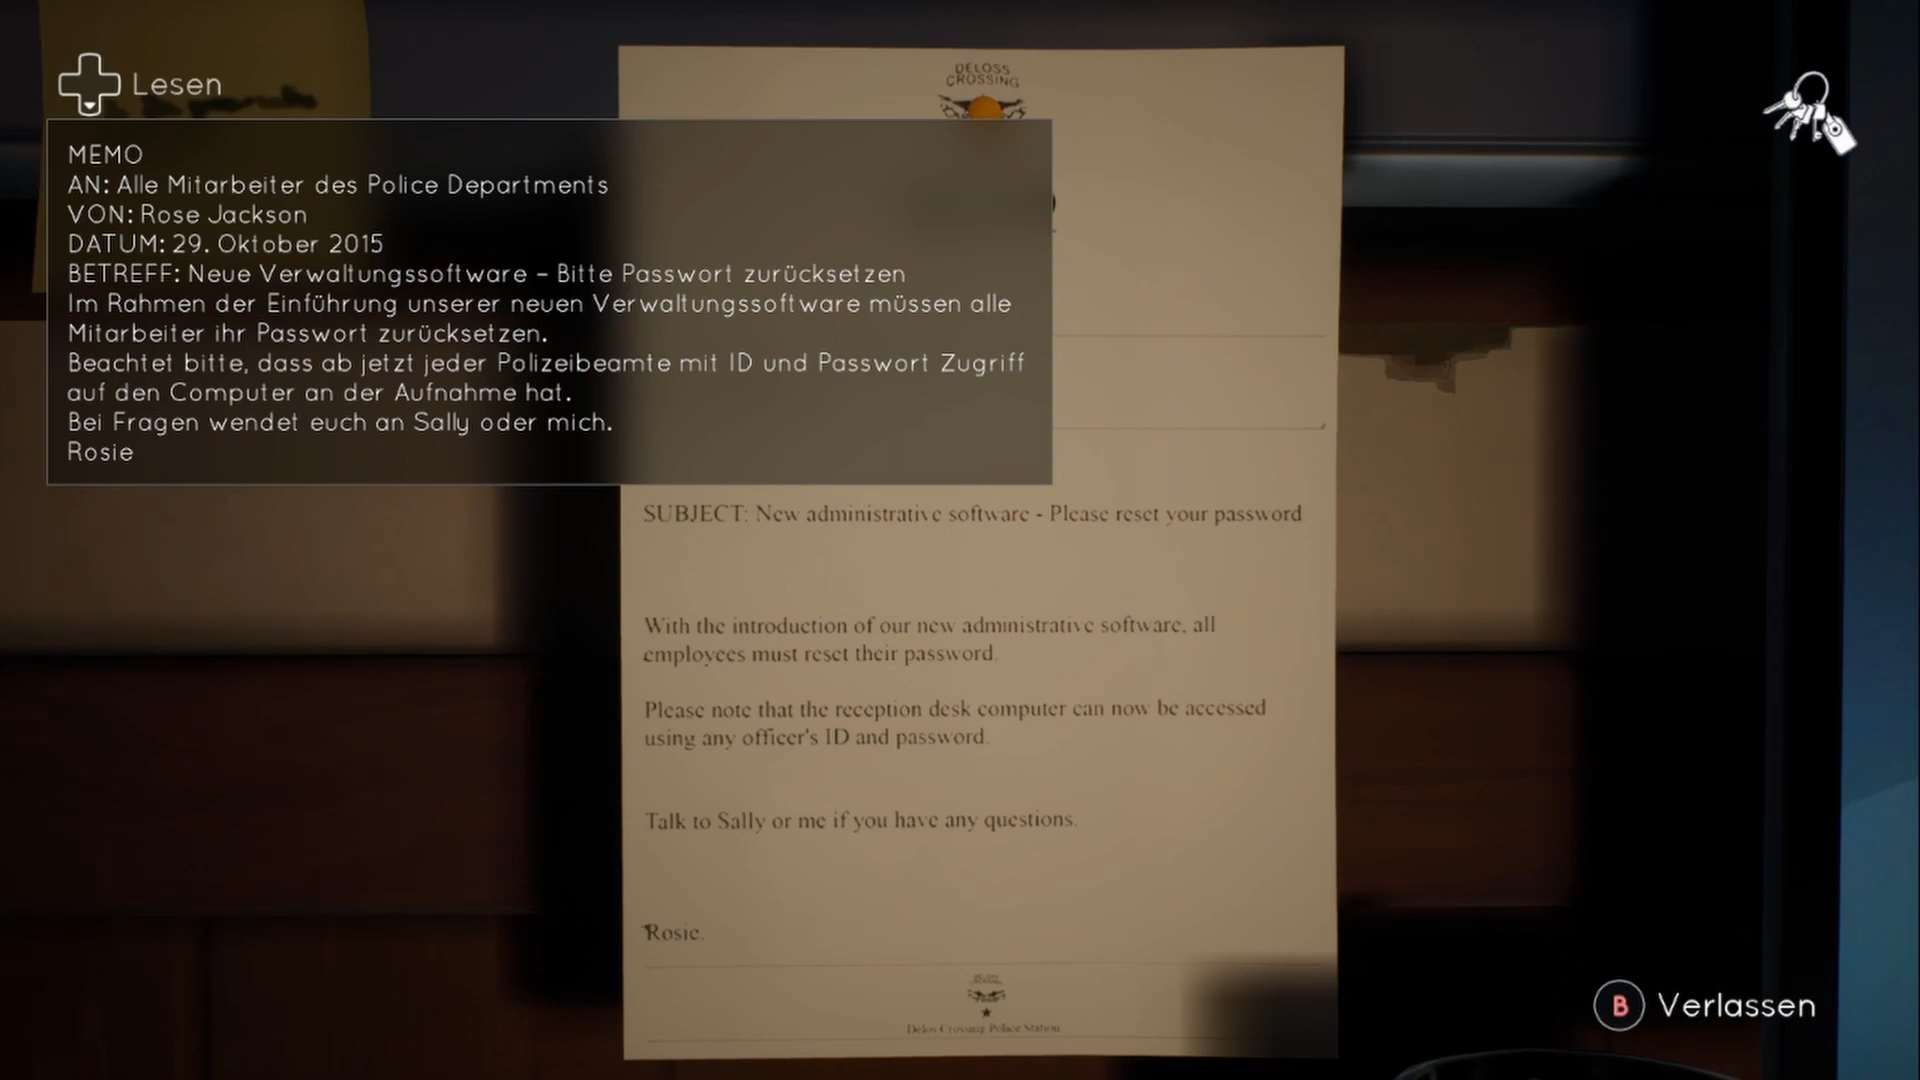 Lesen
MEMO
AN: Alle Mitarbeiter des Police Departments
VON: Rose Jackson
DATUM: 29. Oktober 2015
BETREFF: Neue Verwaltungssoftware – Bitte Passwort zurücksetzen
Im Rahmen der Einführung unserer neuen Verwaltungssoftware müssen alle
Mitarbeiter ihr Passwort zurücksetzen.
Beachtet bitte, dass ab jetzt jeder Polizeibeamte mit ID und Passwort Zugriff
auf den Computer an der Aufnahme hat.
Bei Fragen wendet euch an Sally oder mich.
Rosie
DELOSS
CROSSING
SUBJECT: New administrative software - Please reset your password
With the introduction of our new administrative software, all
employees must reset their password.
Please note that the reception desk computer can now be accessed
using any officer's ID and password.
Talk to Sally or me if you have any questions.
Rosie.
Delos Crossing Police Station
B Verlassen